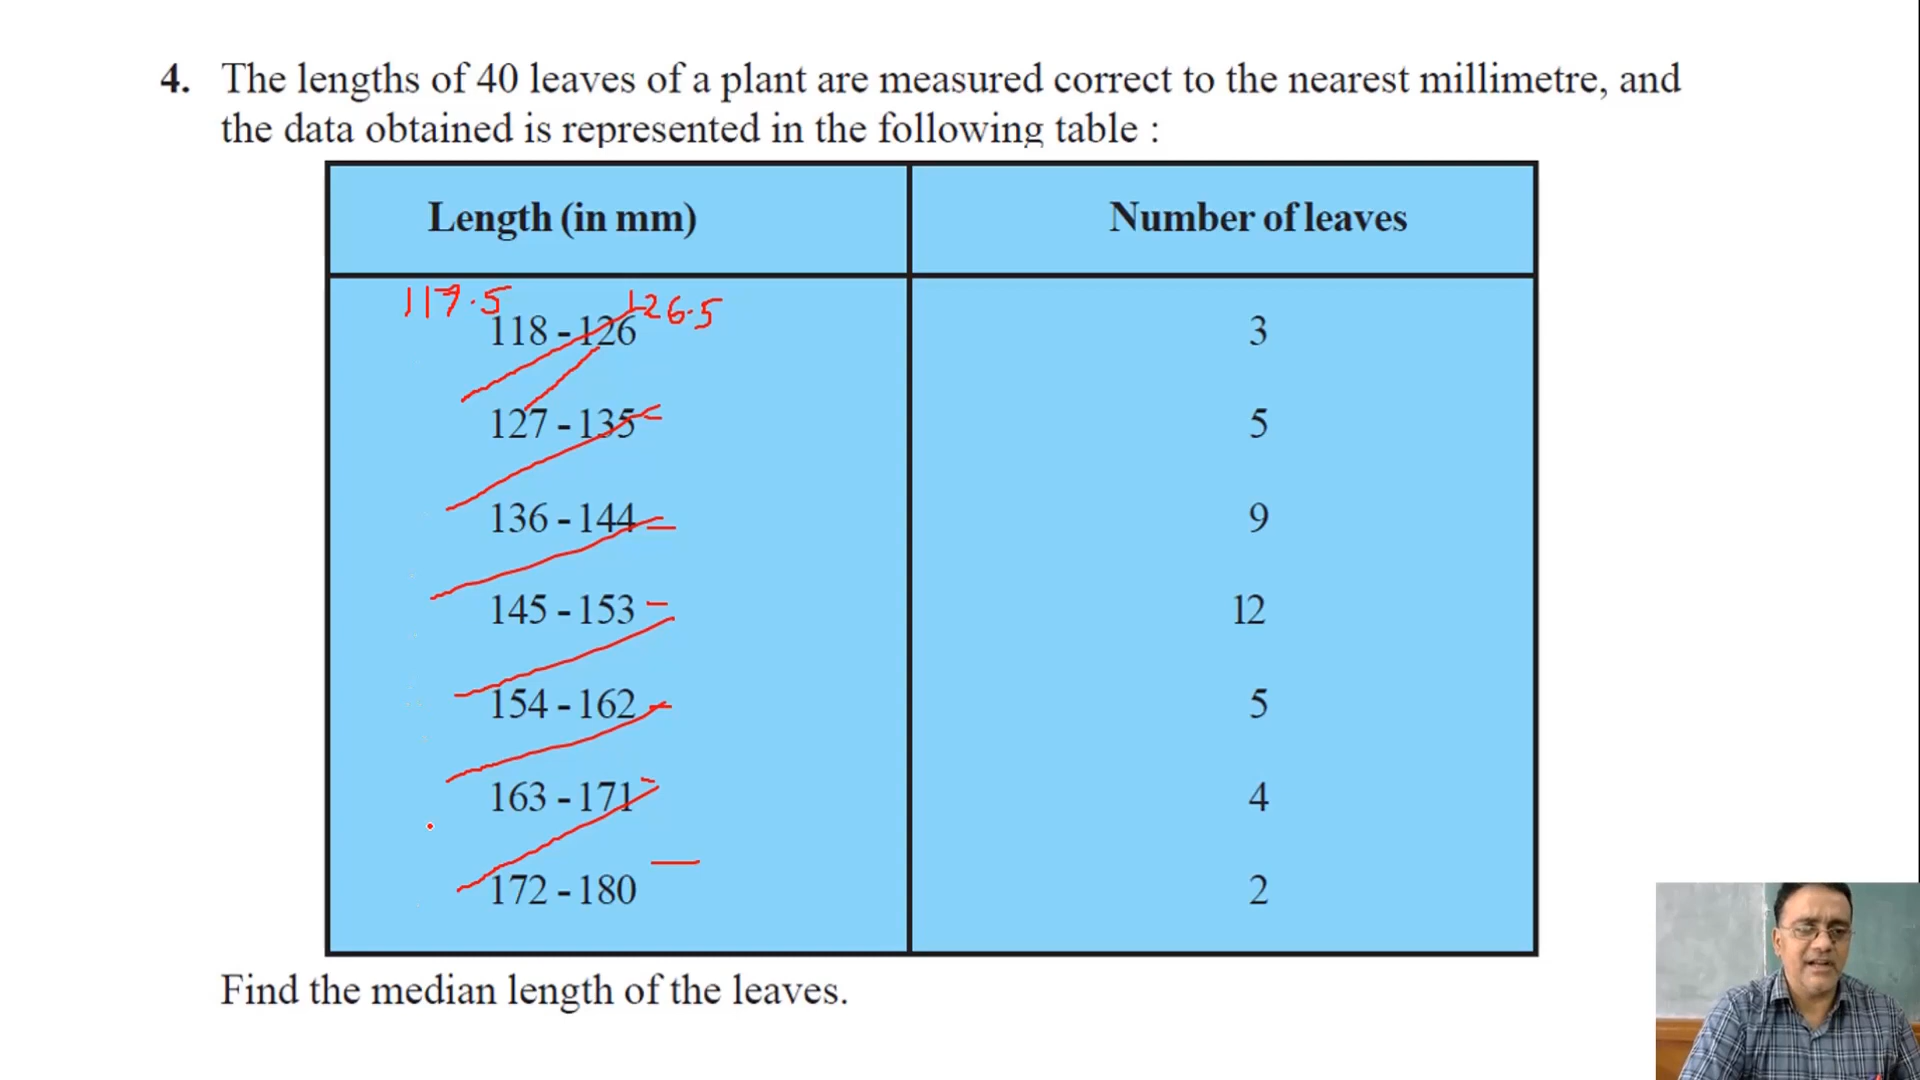 4. The lengths of 40 leaves of a plant are measured correct to the nearest millimetre, and
the data obtained is represented in the following table :
Length (in mm) Number of leaves
117.5 126.5
118 - 126 3
127 - 135 5
136 - 144 9
145 - 153 12
154 - 162 5
163 - 171 4
172 - 180 2
Find the median length of the leaves.